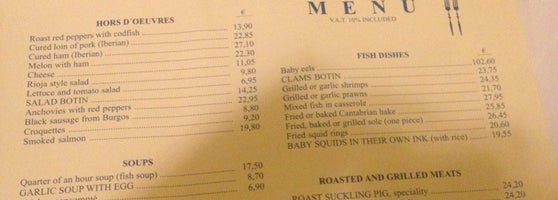 MENU
V.A.T. 10% INCLUDED
HORS D´OEUVRES
€
Roast red peppers with codfish 13,90
Cured loin of pork (Iberian) 22,85
Cured ham (Iberian) 27,10
Melon with ham 22,30
Cheese 11,05
Rioja style salad 9,80
Lettuce and tomato salad 6,95
SALAD BOTIN 14,25
Anchovies with red peppers 22,95
Black sausage from Burgos 8,80
Croquettes 9,20
Smoked salmon 19,80
SOUPS
Quarter of an hour soup (fish soup) 17,50
GARLIC SOUP WITH EGG 8,70
6,90
FISH DISHES
€
Baby eels 102,60
CLAMS BOTIN 23,75
Grilled or garlic shrimps 24,35
Grilled or garlic prawns 21,70
Mixed fish in casserole 27,95
Fried or baked Cantabrian hake 25,85
Fried, baked or grilled sole (one piece) 26,45
Fried squid rings 20,60
BABY SQUIDS IN THEIR OWN INK (with rice) 19,55
ROASTED AND GRILLED MEATS
ROAST SUCKLING PIG, speciality 24,20
24,20